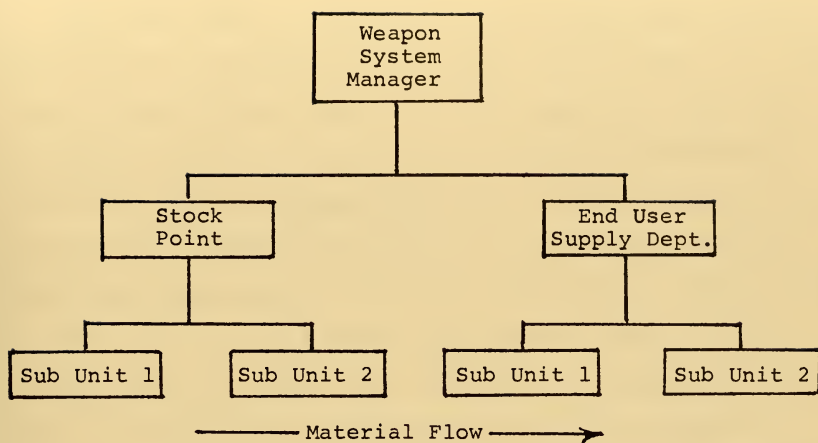 Weapon
System
Manager
Stock
Point
End User
Supply Dept.
Sub Unit 1
Sub Unit 2
Sub Unit 1
Sub Unit 2
Material Flow